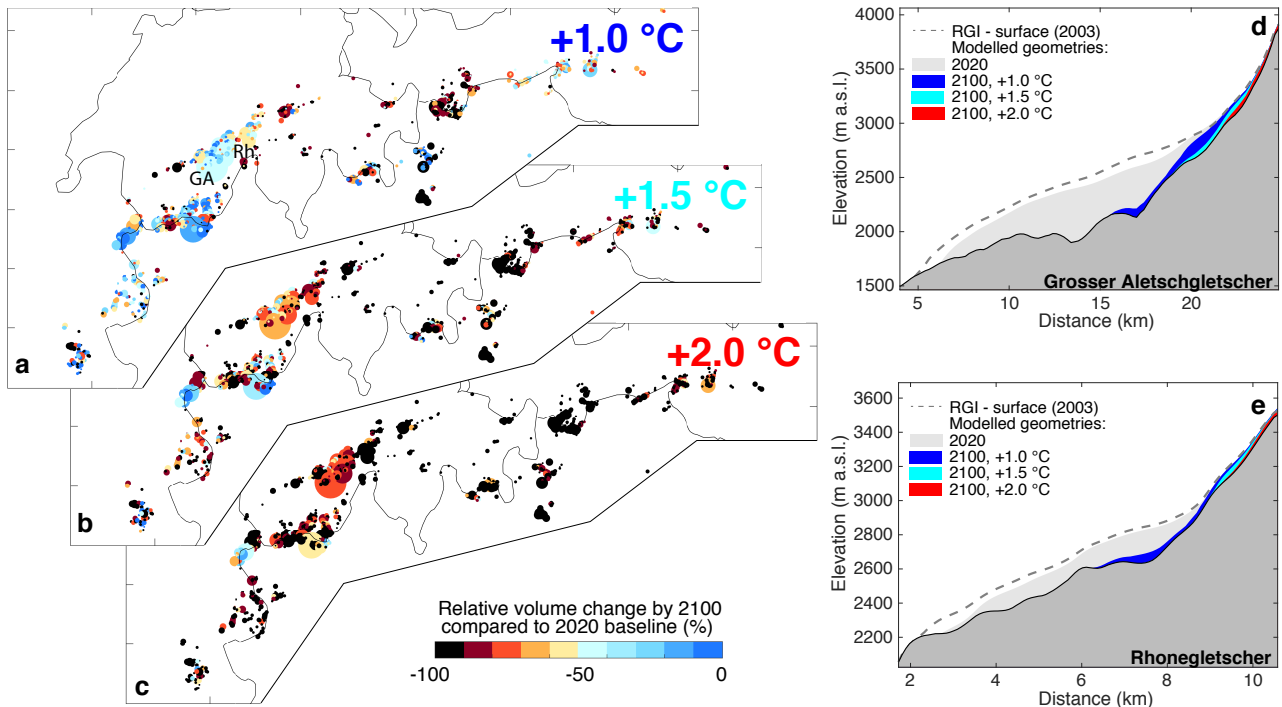 +1.0 °C
Rh.
GA
a
+1.5 °C
b
+2.0 °C
c
Relative volume change by 2100
compared to 2020 baseline (%)
-100
-50
0
d
4000
3500
3000
2500
2000
1500
Elevation (m a.s.l.)
RGI - surface (2003)
Modelled geometries:
2020
2100, +1.0 °C
2100, +1.5 °C
2100, +2.0 °C
Grosser Aletschgletscher
5
10
15
20
Distance (km)
e
3600
3400
3200
3000
2800
2600
2400
2200
Elevation (m a.s.l.)
RGI - surface (2003)
Modelled geometries:
2020
2100, +1.0 °C
2100, +1.5 °C
2100, +2.0 °C
Rhonegletscher
2
4
6
8
10
Distance (km)